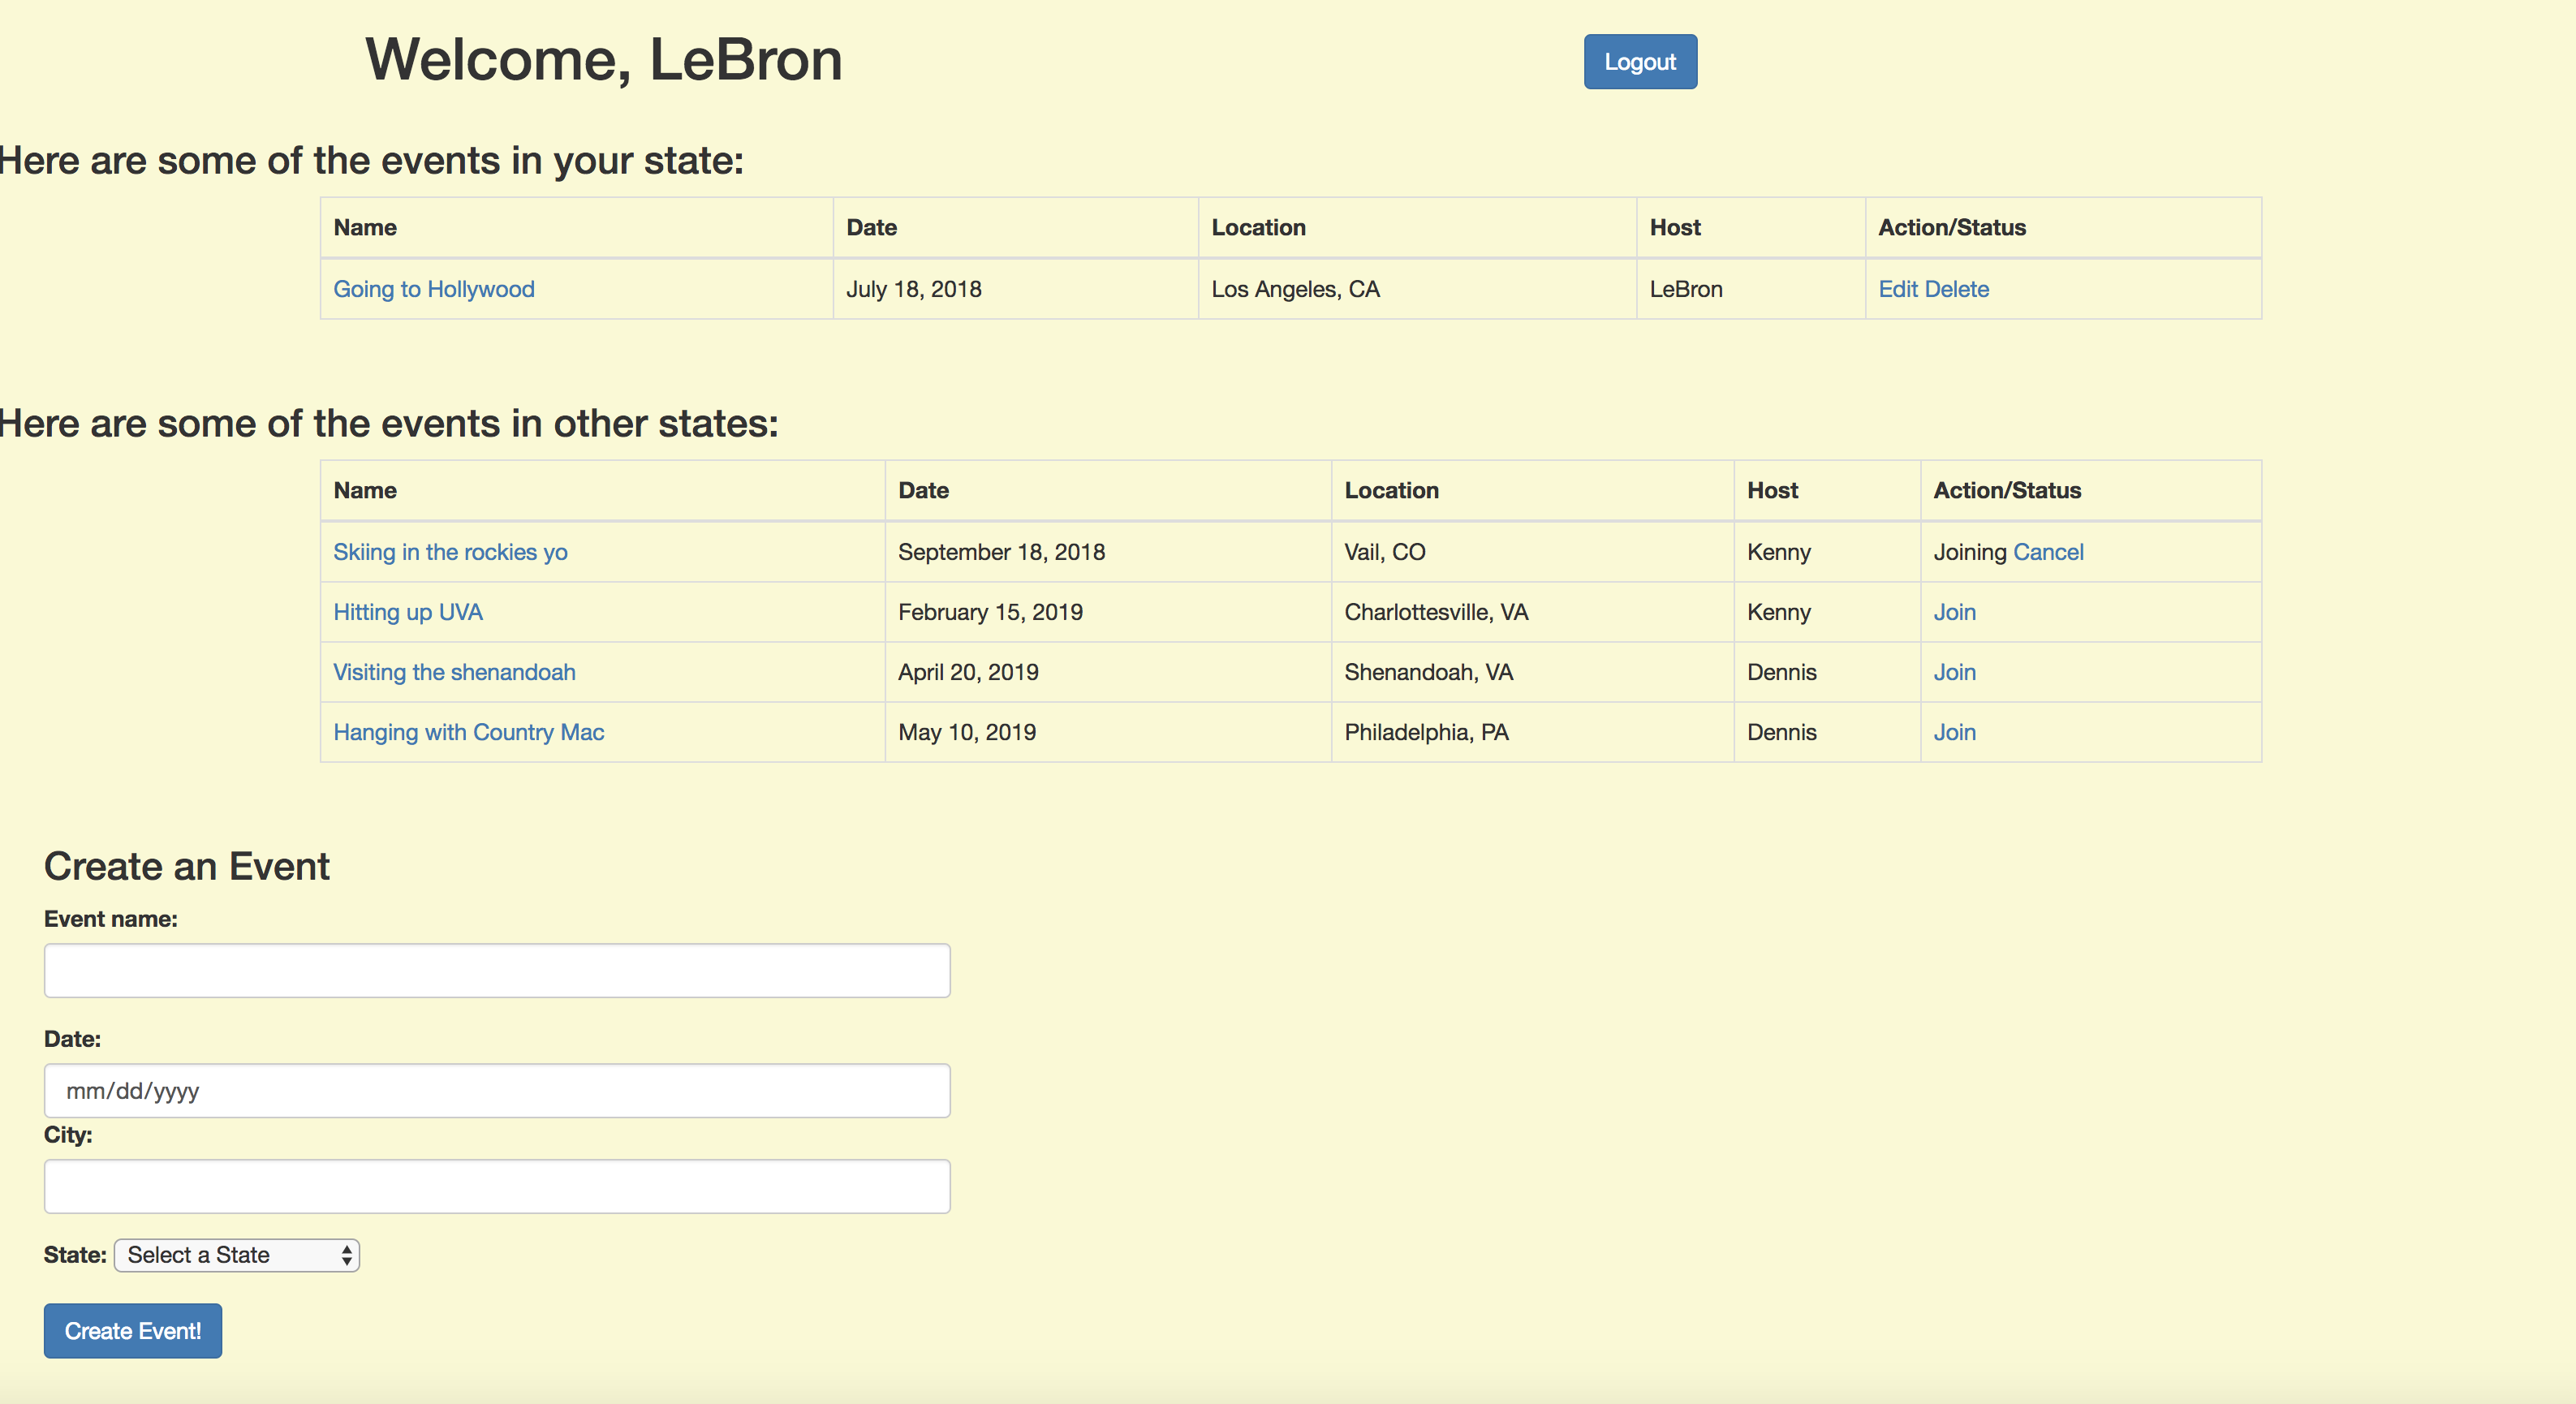 Welcome, LeBron Logout
Here are some of the events in your state:
Name Date Location Host Action/Status
Going to Hollywood July 18, 2018 Los Angeles, CA LeBron Edit Delete
Here are some of the events in other states:
Name Date Location Host Action/Status
Skiing in the rockies yo September 18, 2018 Vail, CO Kenny Joining Cancel
Hitting up UVA February 15, 2019 Charlottesville, VA Kenny Join
Visiting the shenandoah April 20, 2019 Shenandoah, VA Dennis Join
Hanging with Country Mac May 10, 2019 Philadelphia, PA Dennis Join
Create an Event
Event name:
Date:
mm/dd/yyyy
City:
State: Select a State
Create Event!